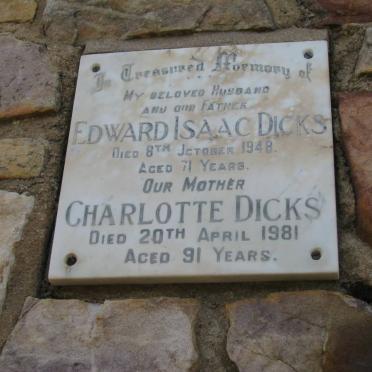 In Treasured Memory of
My beloved Husband
and our Father
Edward Isaac Dicks
Died 8th October 1948.
Aged 71 Years.
Our Mother
Charlotte Dicks
Died 20th April 1981
Aged 91 Years.